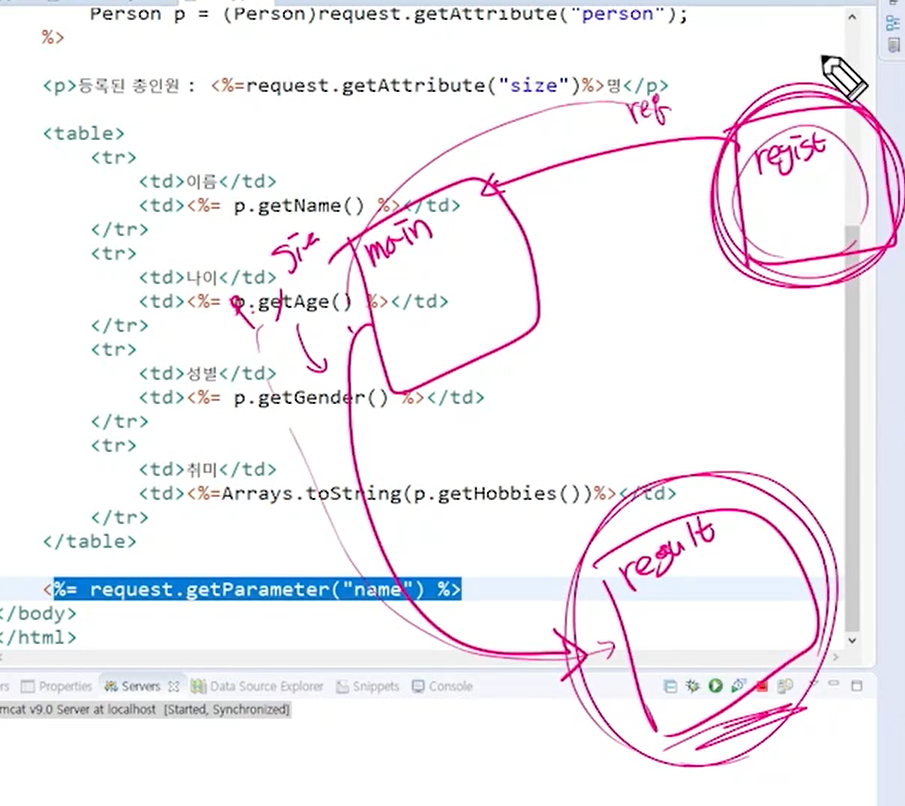 Person p = (Person)request.getAttribute("person");
%>
<p>등록된 총인원 : <%=request.getAttribute("size")%>명</p>
req
regist
<table>
<tr>
<td>이름</td>
<td><%= p.getName() %></td>
</tr>
main
<tr>
size
<td>나이</td>
<td><%= p.getAge() %></td>
</tr>
<tr>
<td>성별</td>
<td><%= p.getGender() %></td>
</tr>
<tr>
<td>취미</td>
<td><%=Arrays.toString(p.getHobbies())%></td>
</tr>
</table>
result
<%= request.getParameter("name") %>
</body>
</html>
Properties Servers Data Source Explorer Snippets Console
mcat v9.0 Server at localhost [Started, Synchronized]